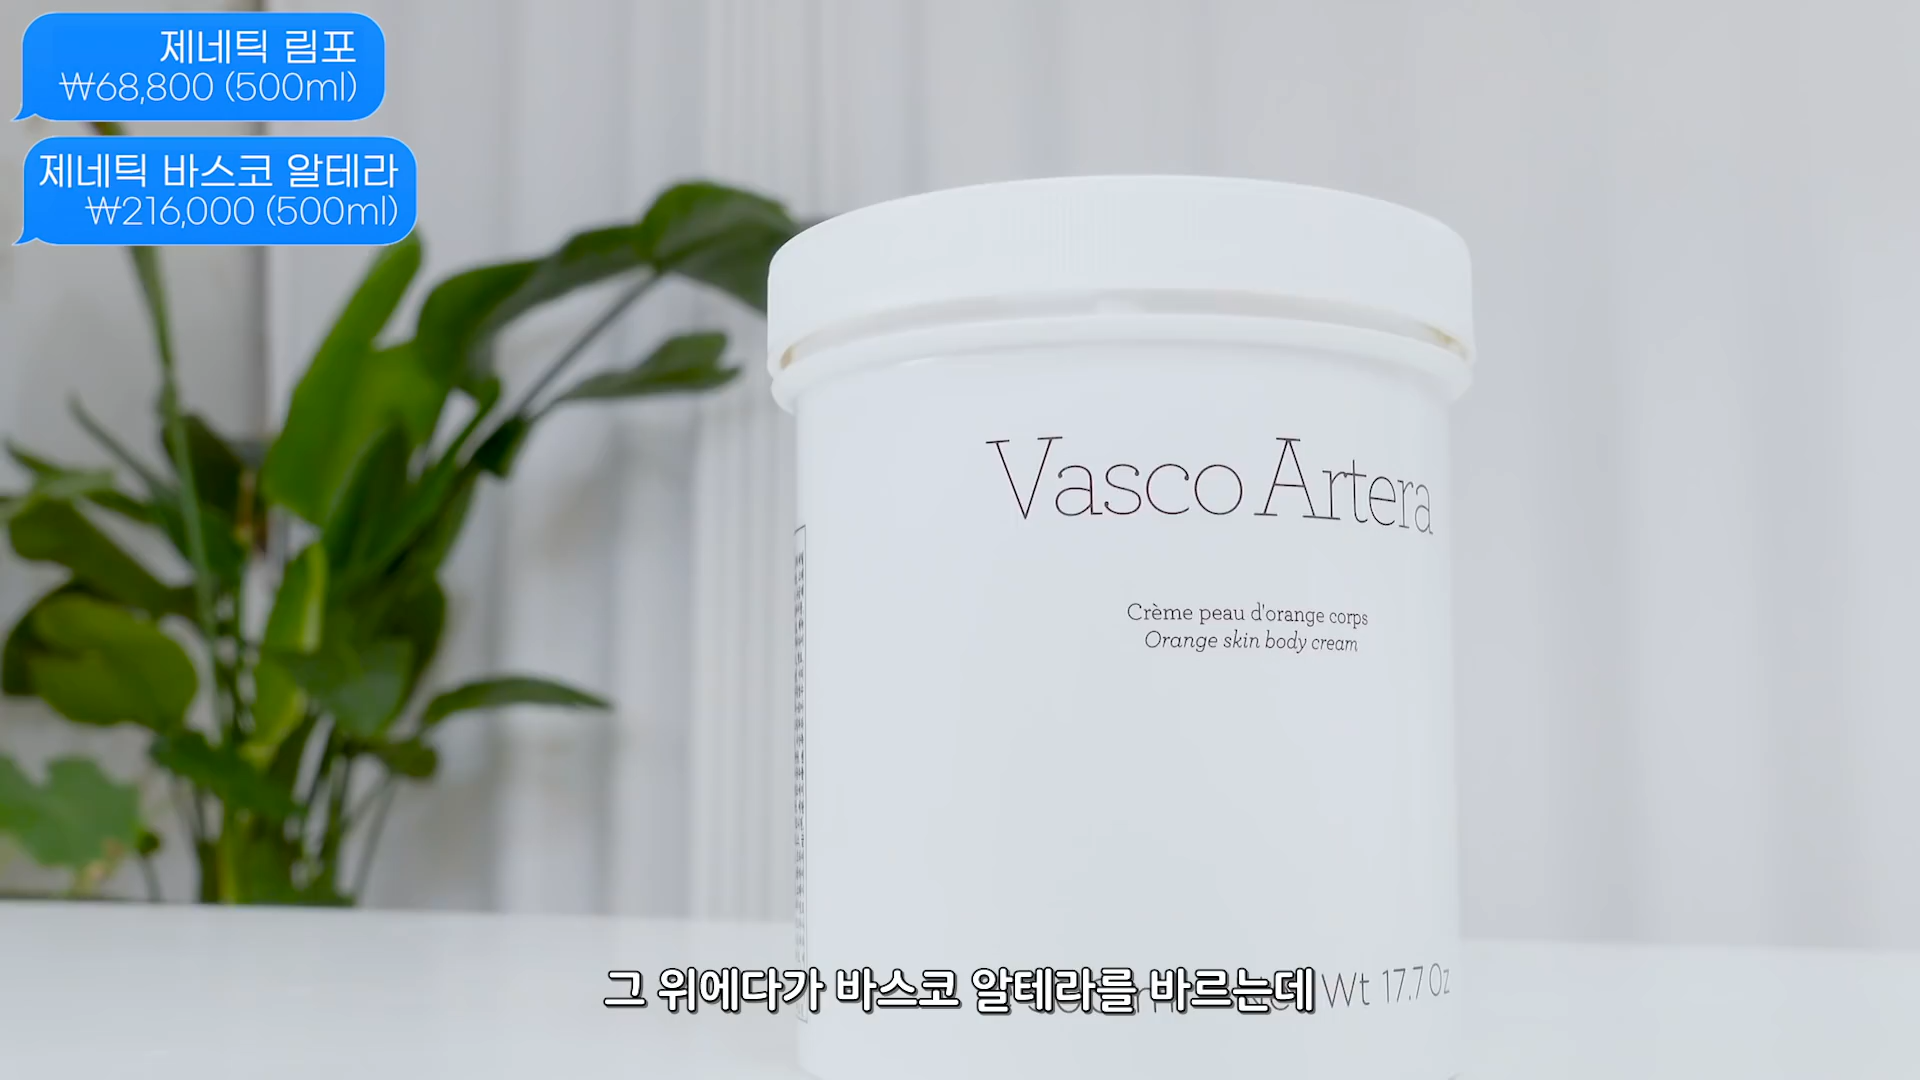 제네틱 림포
₩68,800 (500ml)
제네틱 바스코 알테라
₩216,000 (500ml)
Vasco Artera
Crème peau d'orange corps
Orange skin body cream
Wt 17.7 Oz
그 위에다가 바스코 알테라를 바르는데